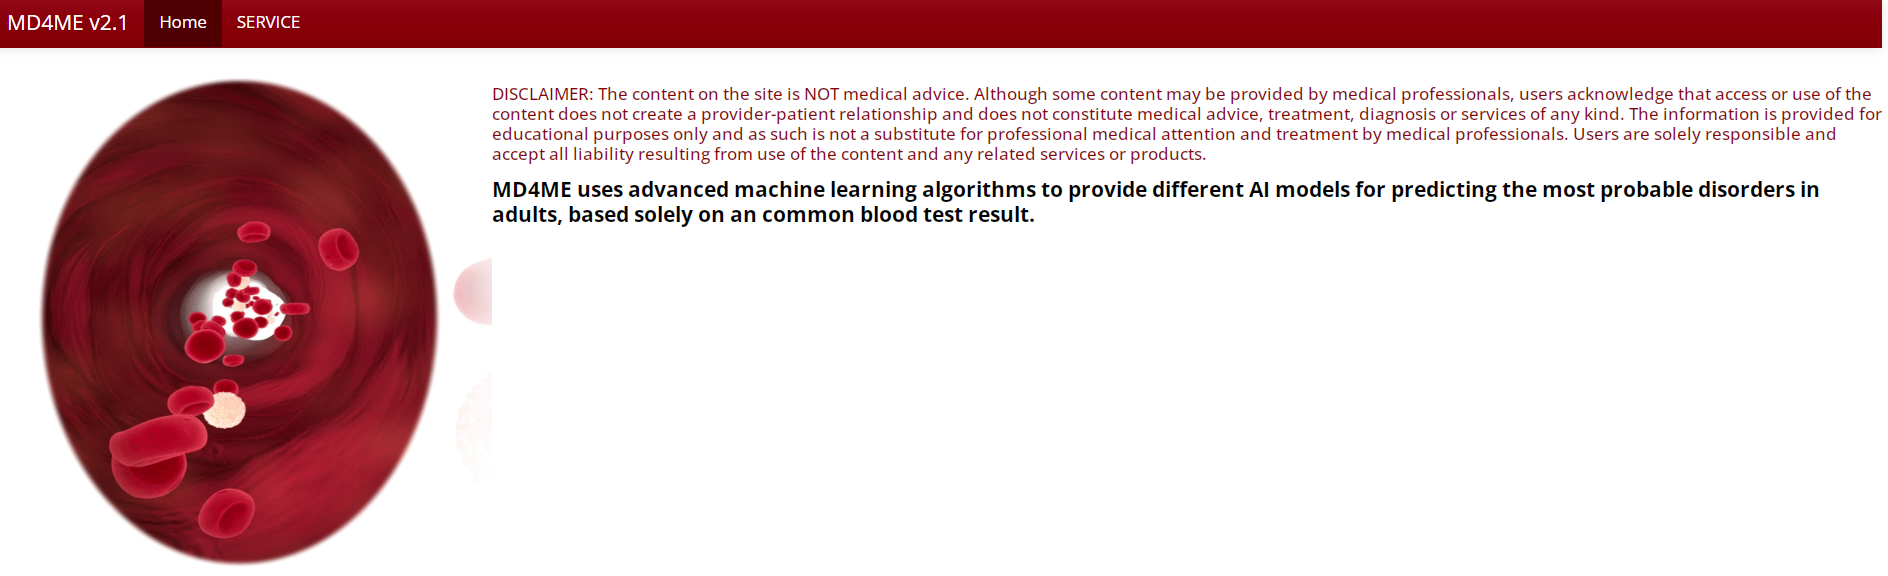 MD4ME v2.1 Home SERVICE
DISCLAIMER: The content on the site is NOT medical advice. Although some content may be provided by medical professionals, users acknowledge that access or use of the
content does not create a provider-patient relationship and does not constitute medical advice, treatment, diagnosis or services of any kind. The information is provided for
educational purposes only and as such is not a substitute for professional medical attention and treatment by medical professionals. Users are solely responsible and
accept all liability resulting from use of the content and any related services or products.
MD4ME uses advanced machine learning algorithms to provide different AI models for predicting the most probable disorders in
adults, based solely on an common blood test result.